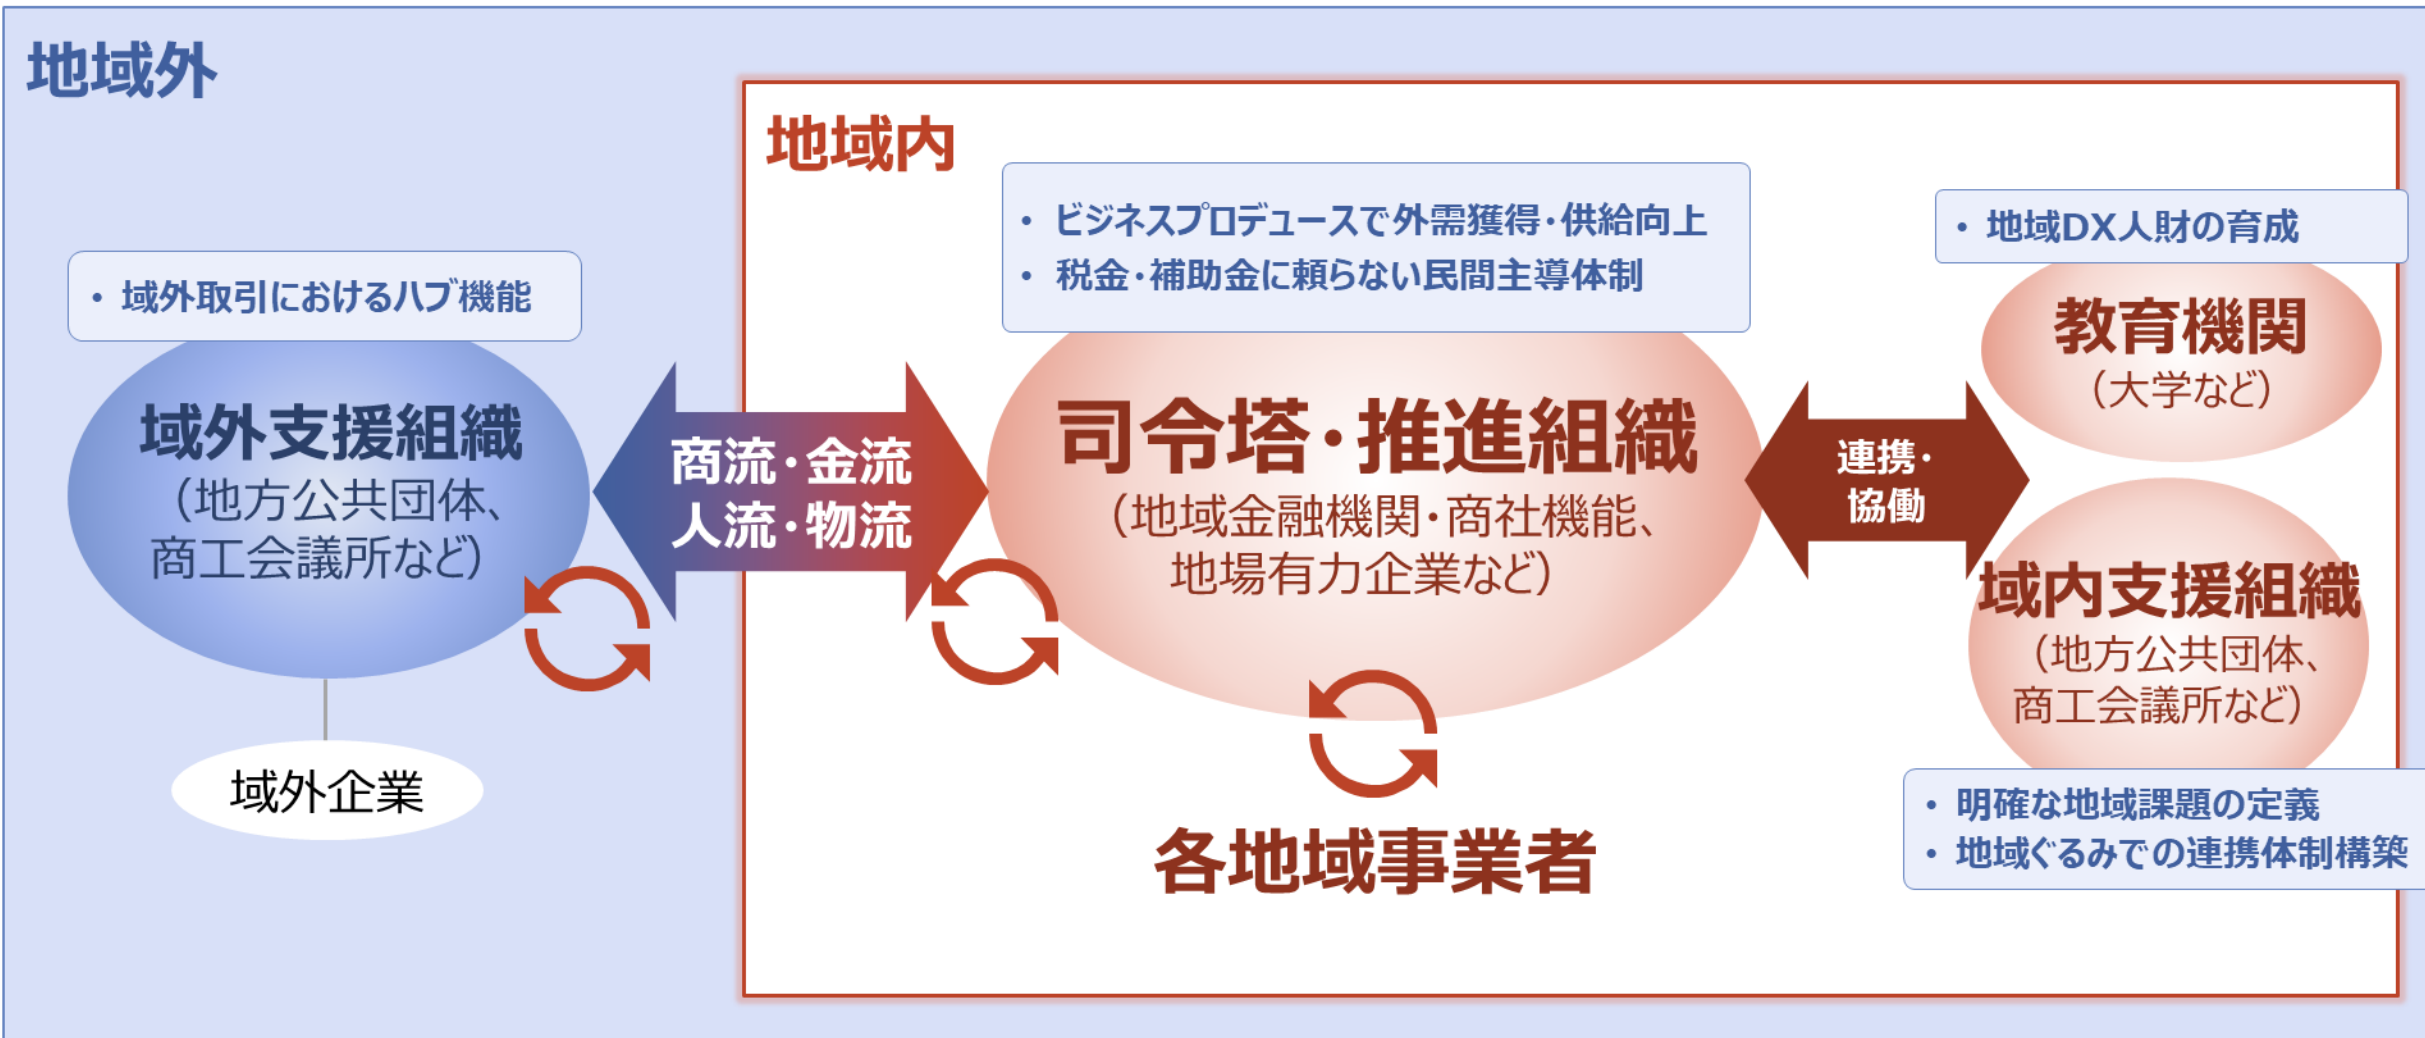 地域外
地域内
・域外取引におけるハブ機能
域外支援組織
（地方公共団体、
商工会議所など）
域外企業
商流・金流
人流・物流
・ビジネスプロデュースで外需獲得・供給向上
・税金・補助金に頼らない民間主導体制
司令塔・推進組織
（地域金融機関・商社機能、
地場有力企業など）
各地域事業者
連携・
協働
・地域DX人財の育成
教育機関
（大学など）
域内支援組織
（地方公共団体、
商工会議所など）
・明確な地域課題の定義
・地域ぐるみでの連携体制構築